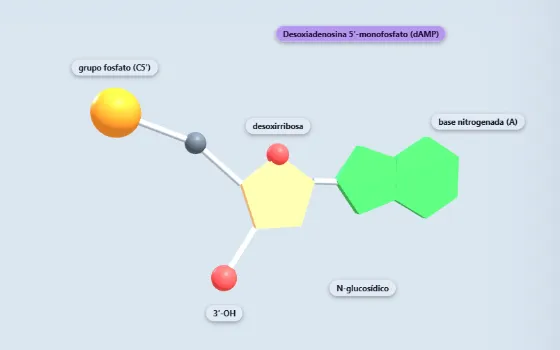 Desoxiadenosina 5'-monofosfato (dAMP)
grupo fosfato (C5')
desoxirribosa
base nitrogenada (A)
N-glucosídico
3'-OH